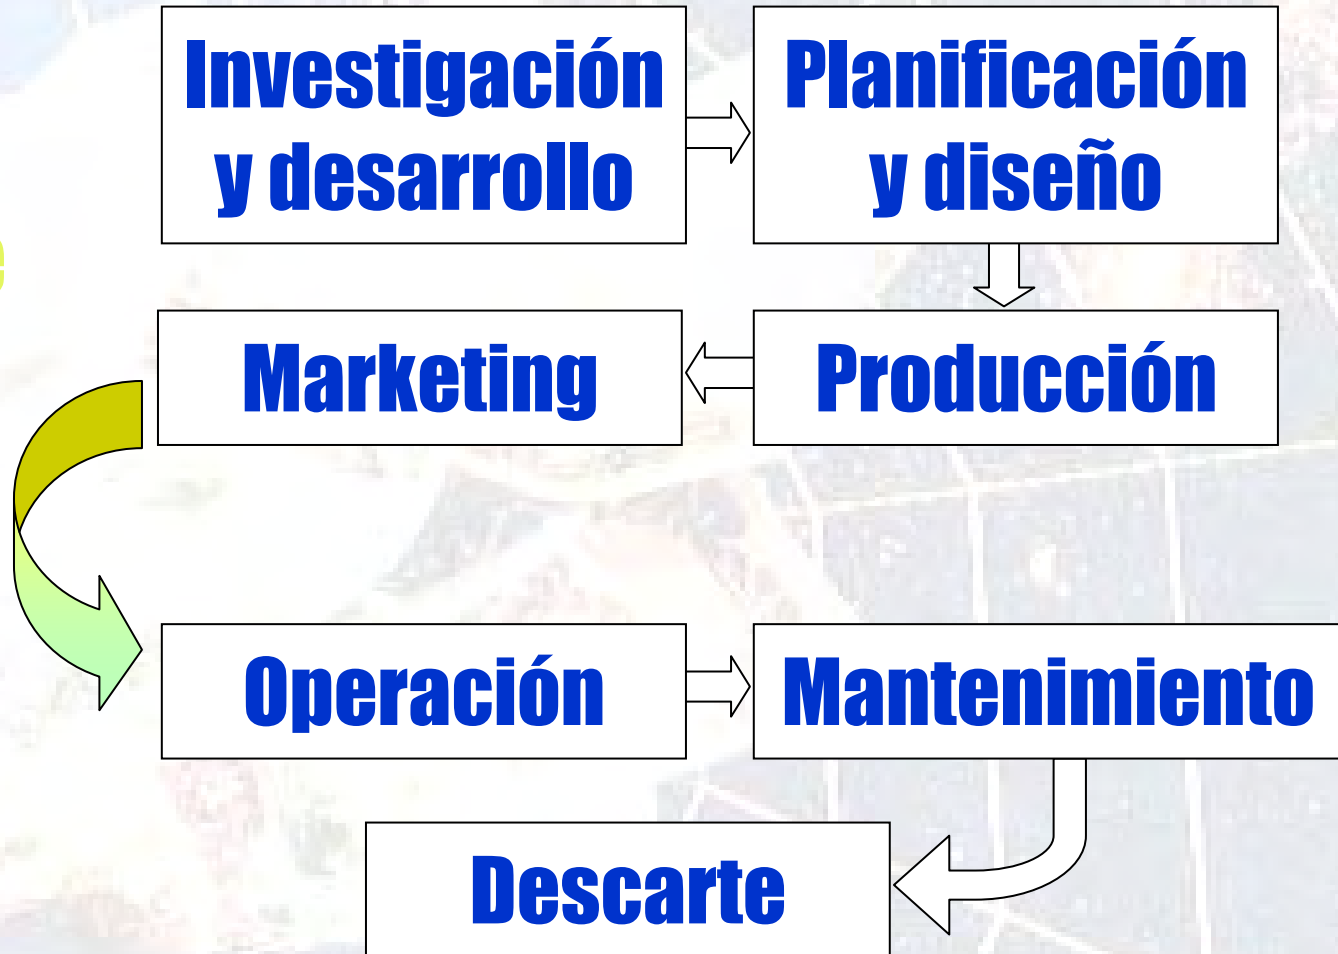 Investigación
y desarrollo
Planificación
y diseño
Marketing
Producción
Operación
Mantenimiento
Descarte